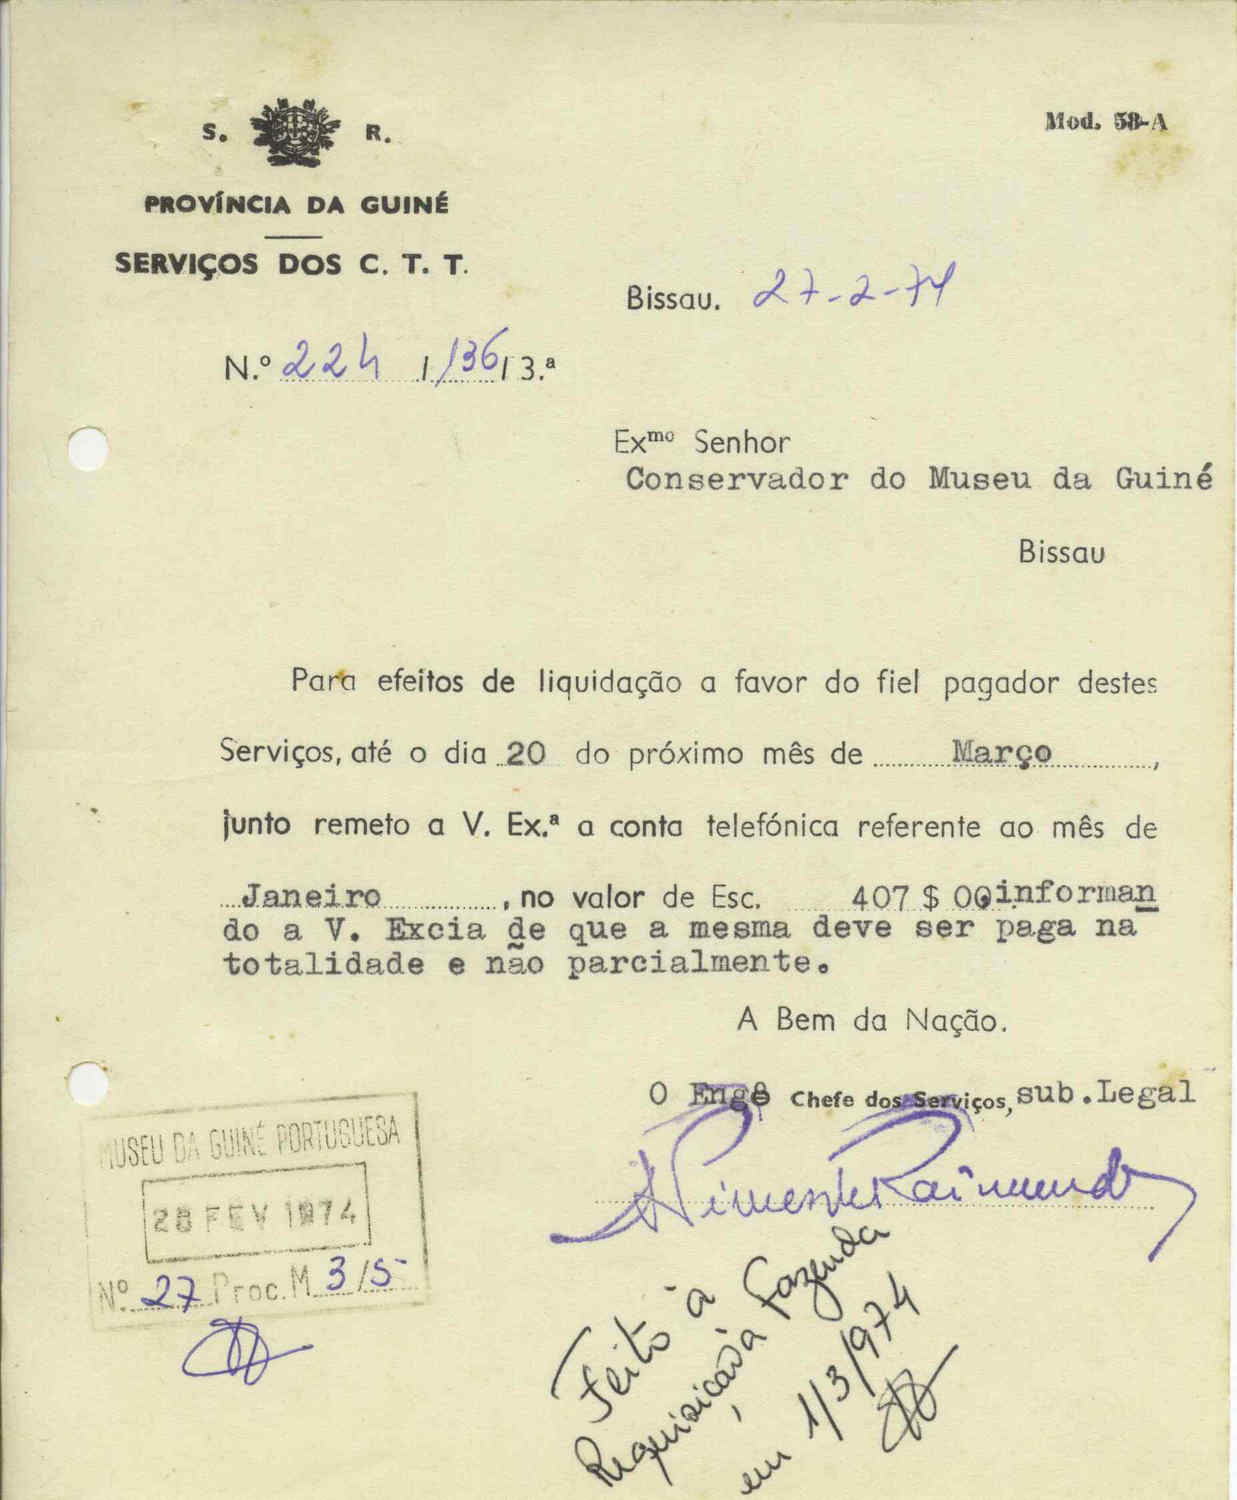 S. R.
Mod. 58-A
PROVÍNCIA DA GUINÉ
SERVIÇOS DOS C. T. T.
Bissau. 27-2-74
N.º 224 / 136 / 3.ª
Exmo Senhor
Conservador do Museu da Guiné
Bissau
Para efeitos de liquidação a favor do fiel pagador destes
Serviços, até o dia 20 do próximo mês de Março,
junto remeto a V. Ex.ª a conta telefónica referente ao mês de
Janeiro, no valor de Esc. 407 $ 00, informan
do a V. Excia de que a mesma deve ser paga na
totalidade e não parcialmente.
A Bem da Nação.
O Engº Chefe dos Serviços, sub.Legal
Raimundo
MUSEU DA GUINÉ PORTUGUESA
28 FEV 1974
Nº. 27 Proc. M 3/5
Feito à
Requisição à Fazenda
em 1/3/974